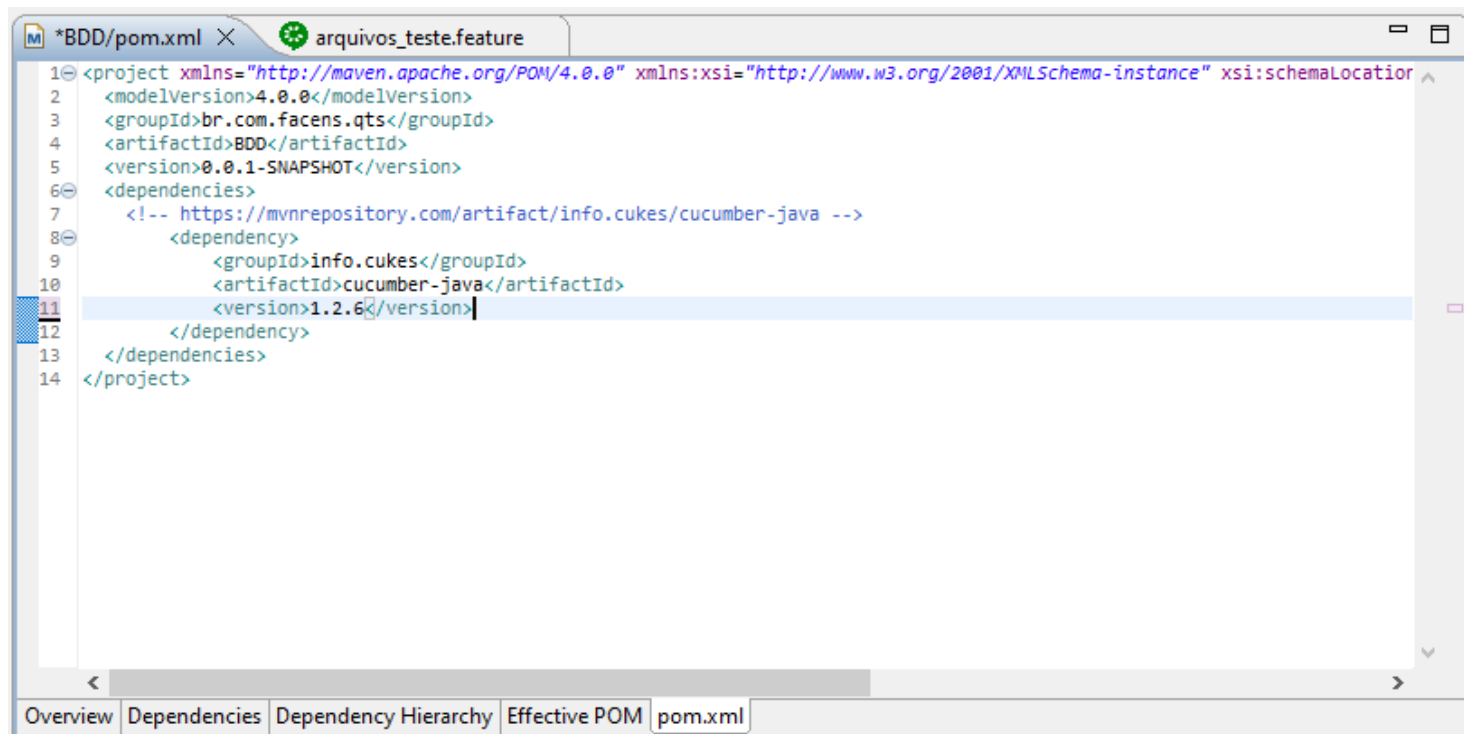 *BDD/pom.xml arquivos_teste.feature
1 <project xmlns="http://maven.apache.org/POM/4.0.0" xmlns:xsi="http://www.w3.org/2001/XMLSchema-instance" xsi:schemaLocation
2 <modelVersion>4.0.0</modelVersion>
3 <groupId>br.com.facens.qts</groupId>
4 <artifactId>BDD</artifactId>
5 <version>0.0.1-SNAPSHOT</version>
6 <dependencies>
7 <!-- https://mvnrepository.com/artifact/info.cukes/cucumber-java -->
8 <dependency>
9 <groupId>info.cukes</groupId>
10 <artifactId>cucumber-java</artifactId>
11 <version>1.2.6</version>
12 </dependency>
13 </dependencies>
14 </project>
Overview Dependencies Dependency Hierarchy Effective POM pom.xml